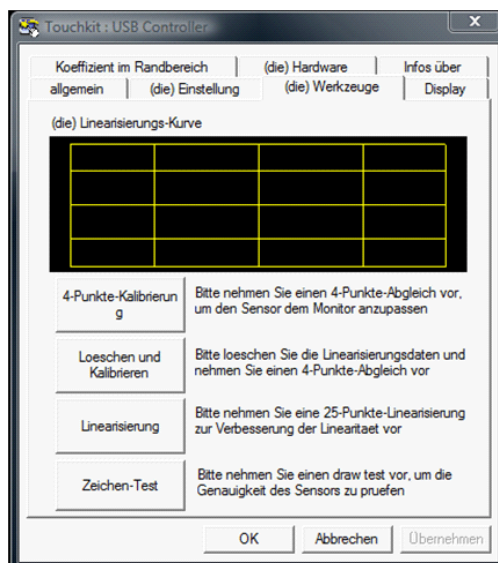 Touchkit : USB Controller
X
Koeffizient im Randbereich
(die) Hardware
Infos über
allgemein
(die) Einstellung
(die) Werkzeuge
Display
(die) Linearisierungs-Kurve
4-Punkte-Kalibrierun
g
Bitte nehmen Sie einen 4-Punkte-Abgleich vor,
um den Sensor dem Monitor anzupassen
Loeschen und
Kalibrieren
Bitte loeschen Sie die Linearisierungsdaten und
nehmen Sie einen 4-Punkte-Abgleich vor
Linearisierung
Bitte nehmen Sie eine 25-Punkte-Linearisierung
zur Verbesserung der Linearitaet vor
Zeichen-Test
Bitte nehmen Sie einen draw test vor, um die
Genauigkeit des Sensors zu pruefen
OK
Abbrechen
Übernehmen